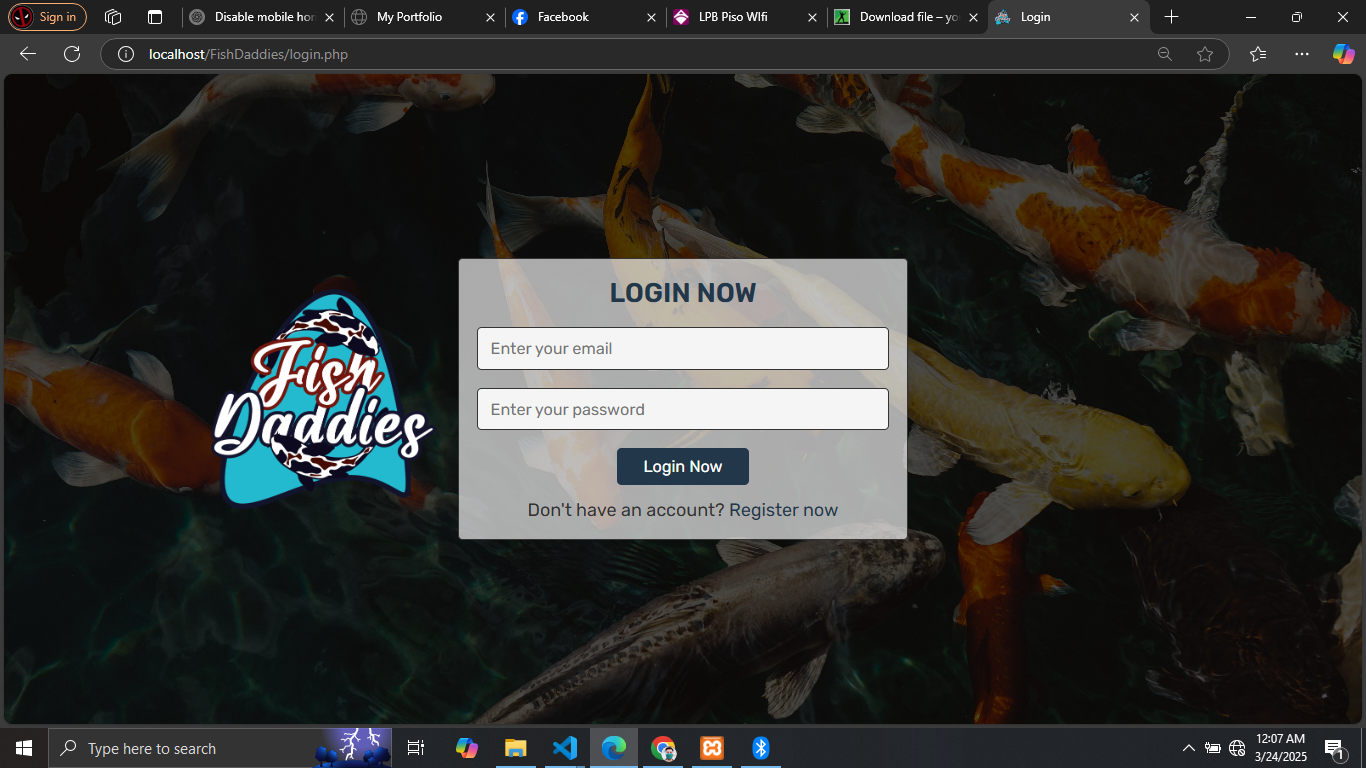 Sign in
Disable mobile hor
My Portfolio
Facebook
LPB Piso WIfi
Download file – yo
Login
localhost/FishDaddies/login.php
Fish
Daddies
LOGIN NOW
Enter your email
Enter your password
Login Now
Don't have an account? Register now
Type here to search
12:07 AM
3/24/2025
1